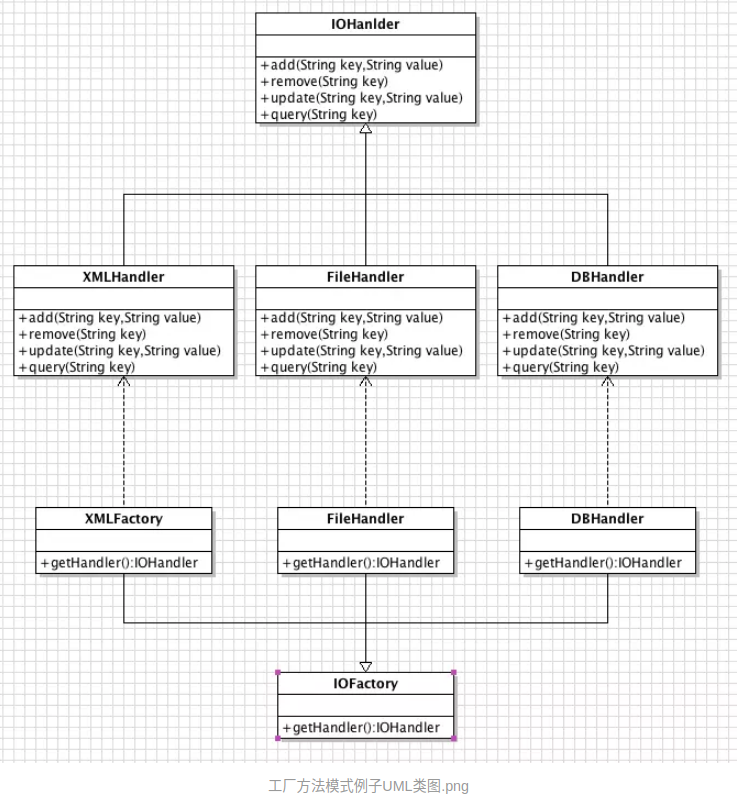 IOHanlder
+add(String key,String value)
+remove(String key)
+update(String key,String value)
+query(String key)
XMLHandler
+add(String key,String value)
+remove(String key)
+update(String key,String value)
+query(String key)
FileHandler
+add(String key,String value)
+remove(String key)
+update(String key,String value)
+query(String key)
DBHandler
+add(String key,String value)
+remove(String key)
+update(String key,String value)
+query(String key)
XMLFactory
+getHandler():IOHandler
FileHandler
+getHandler():IOHandler
DBHandler
+getHandler():IOHandler
IOFactory
+getHandler():IOHandler
工厂方法模式例子UML类图.png